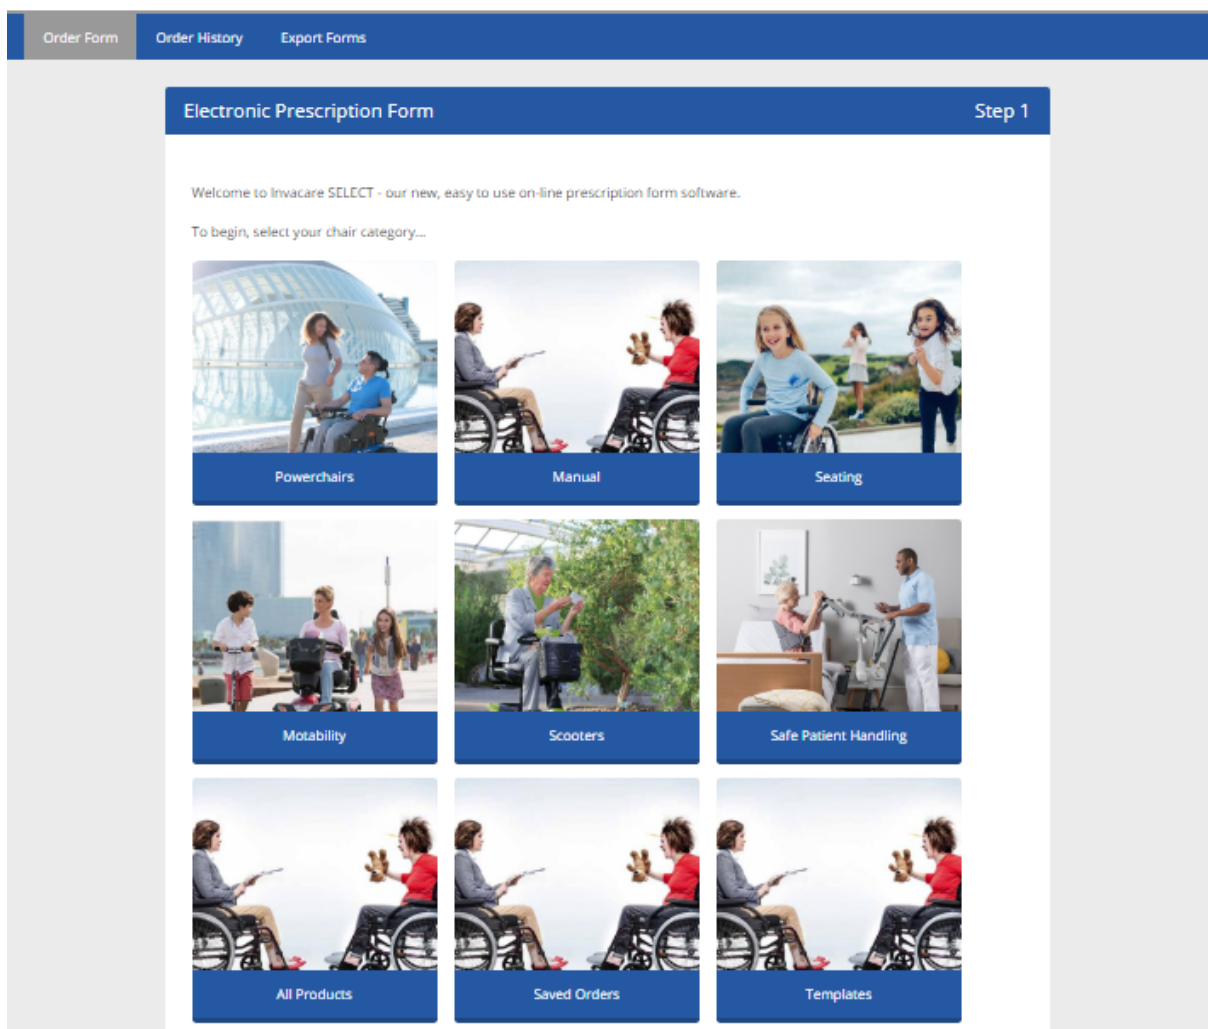 Order Form
Order History
Export Forms
Electronic Prescription Form
Step 1
Welcome to Invacare SELECT - our new, easy to use on-line prescription form software.
To begin, select your chair category...
Powerchairs
Manual
Seating
Motability
Scooters
Safe Patient Handling
All Products
Saved Orders
Templates